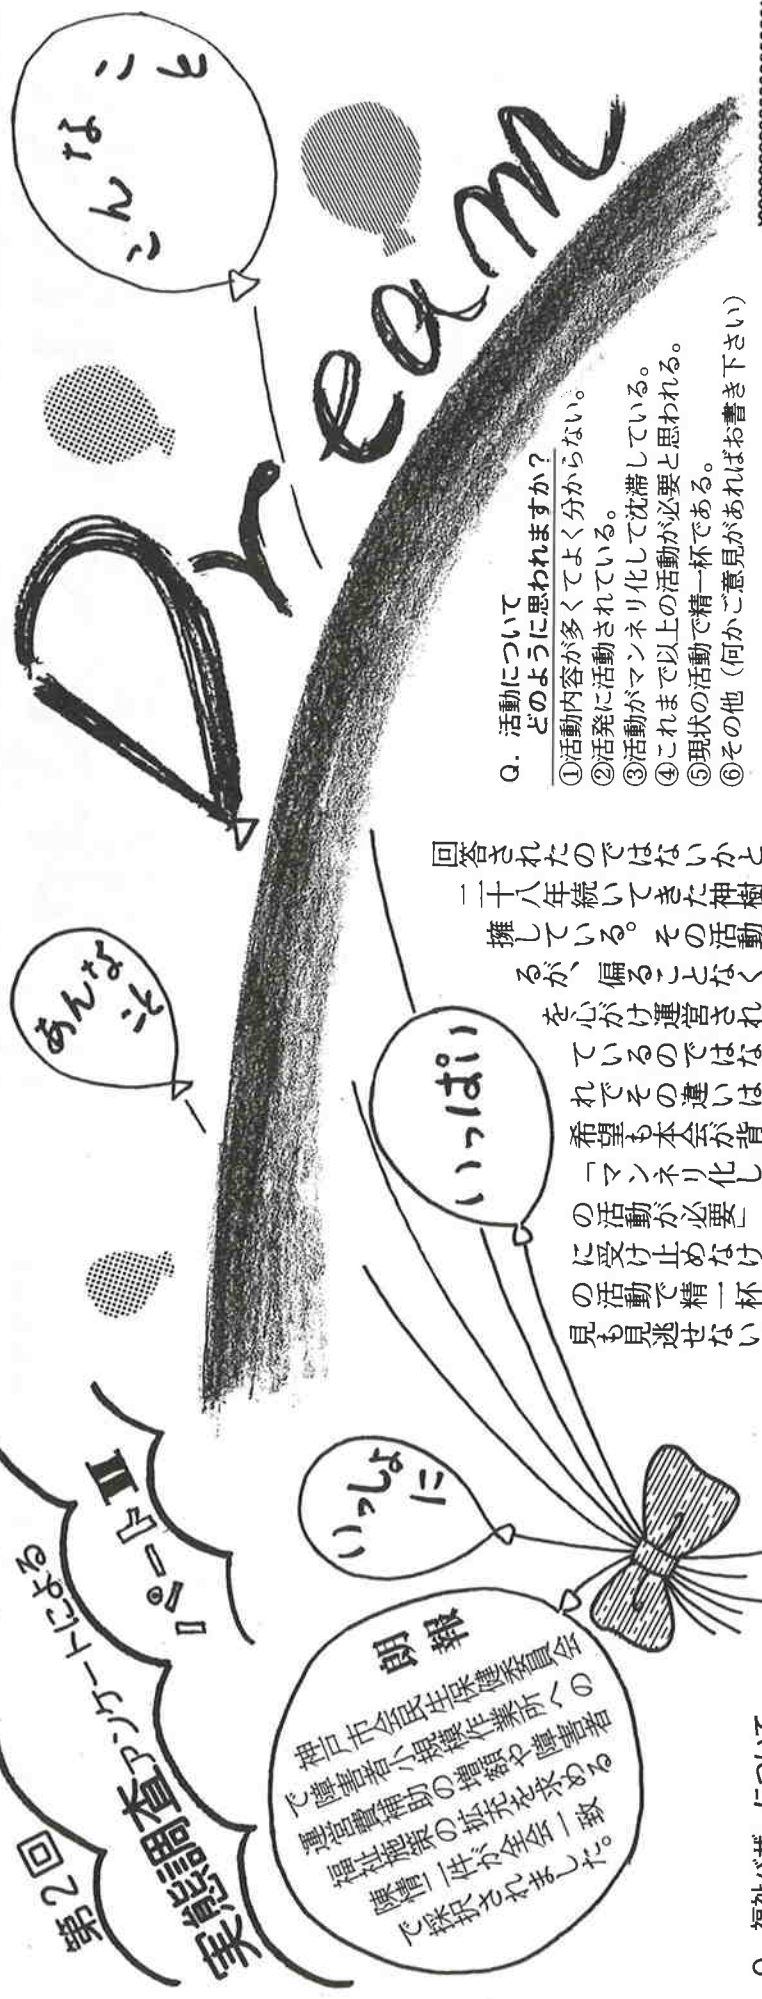 第2回
実態調査アンケートによる
パートⅡ
Dream
こんな
こと
あんな
こと
いっぱい
いっしょ
に
朗報
神戸市会民生保健委員会
で障害者小規模作業所への
運営費補助の増額や障害者
福祉施策の拡充を求める
陳情二件が全会一致
で採択されました。
Q. 活動について
どのように思われますか？
①活動内容が多くてよく分からない。
②活発に活動されている。
③活動がマンネリ化して沈滞している。
④これまで以上の活動が必要と思われる。
⑤現状の活動で精一杯である。
⑥その他（何かご意見があればお書き下さい）
回答されたのではないかと
二十八年続いてきた神樹
擁している。その活動
るが、偏ることなく
を心がけ運営され
ているのではな
れでその違いは
希望も本会が背
「マンネリ化し
の活動が必要」
に受け止めなけ
の活動で精一杯
見も見逃せない
Q. 福祉バザーについて